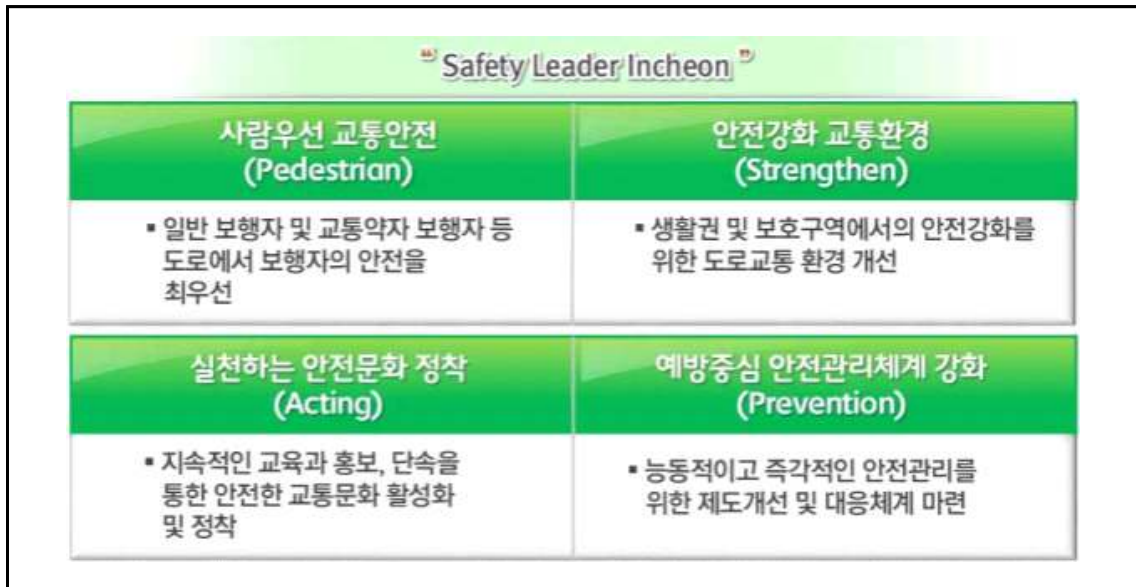 “ Safety Leader Incheon ”
사람우선 교통안전
(Pedestrian)
▪ 일반 보행자 및 교통약자 보행자 등
도로에서 보행자의 안전을
최우선
안전강화 교통환경
(Strengthen)
▪ 생활권 및 보호구역에서의 안전강화를
위한 도로교통 환경 개선
실천하는 안전문화 정착
(Acting)
▪ 지속적인 교육과 홍보, 단속을
통한 안전한 교통문화 활성화
및 정착
예방중심 안전관리체계 강화
(Prevention)
▪ 능동적이고 즉각적인 안전관리를
위한 제도개선 및 대응체계 마련